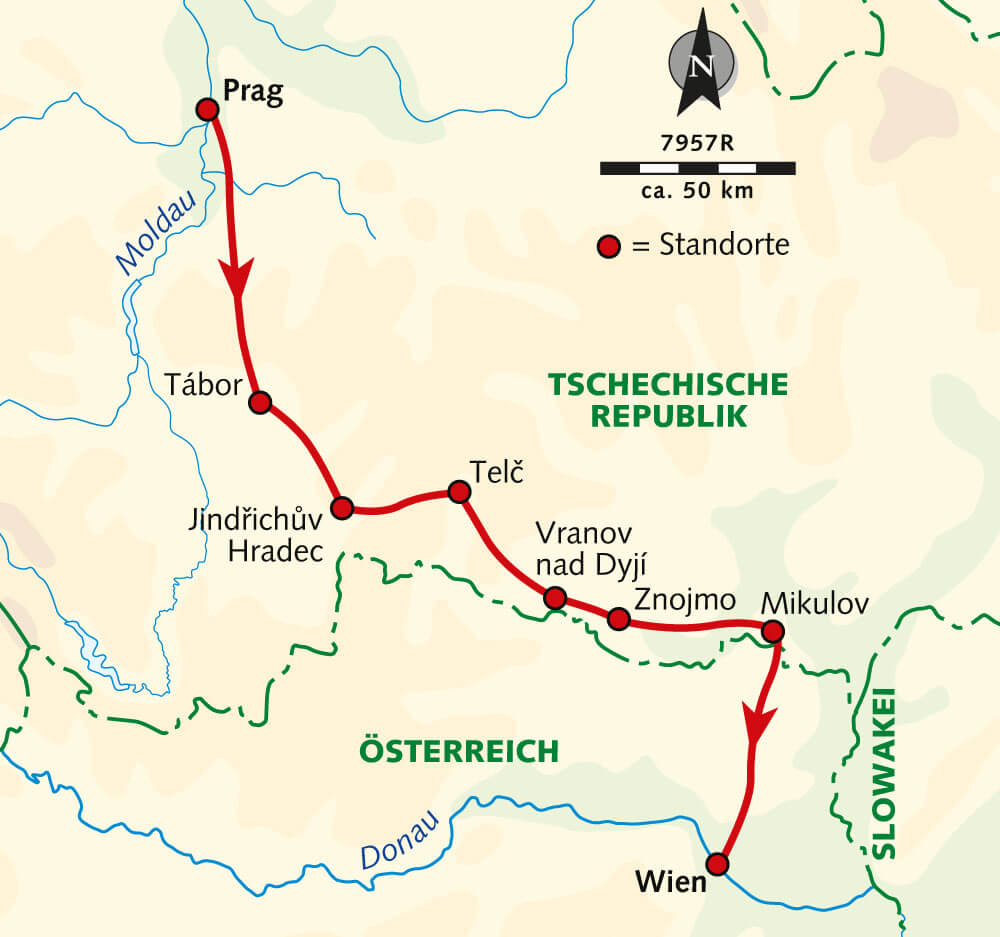 Prag
N
7957R
ca. 50 km
= Standorte
Moldau
Tábor
TSCHECHISCHE
REPUBLIK
Telč
Jindřichův
Hradec
Vranov
nad Dyjí
Znojmo
Mikulov
ÖSTERREICH
SLOWAKEI
Donau
Wien